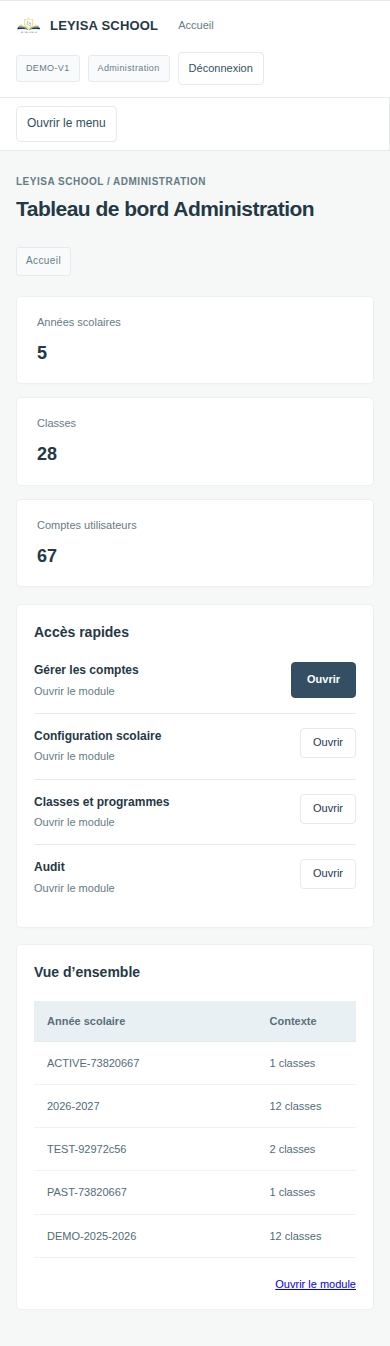 LEYISA SCHOOL Accueil
DEMO-V1 Administration Déconnexion
Ouvrir le menu
LEYISA SCHOOL / ADMINISTRATION
Tableau de bord Administration
Accueil
Années scolaires
5
Classes
28
Comptes utilisateurs
67
Accès rapides
Gérer les comptes
Ouvrir le module
Ouvrir
Configuration scolaire
Ouvrir le module
Ouvrir
Classes et programmes
Ouvrir le module
Ouvrir
Audit
Ouvrir le module
Ouvrir
Vue d’ensemble
Année scolaire Contexte
ACTIVE-73820667 1 classes
2026-2027 12 classes
TEST-92972c56 2 classes
PAST-73820667 1 classes
DEMO-2025-2026 12 classes
Ouvrir le module